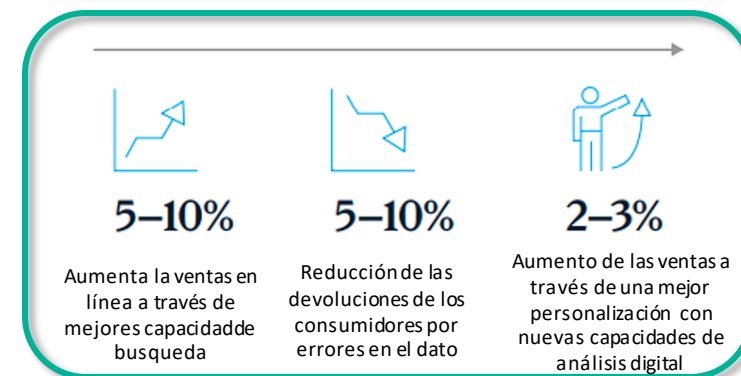 5–10%
Aumenta la ventas en
línea a través de
mejores capacidadde
busqueda
5–10%
Reducción de las
devoluciones de los
consumidores por
errores en el dato
2–3%
Aumento de las ventas a
través de una mejor
personalización con
nuevas capacidades de
análisis digital